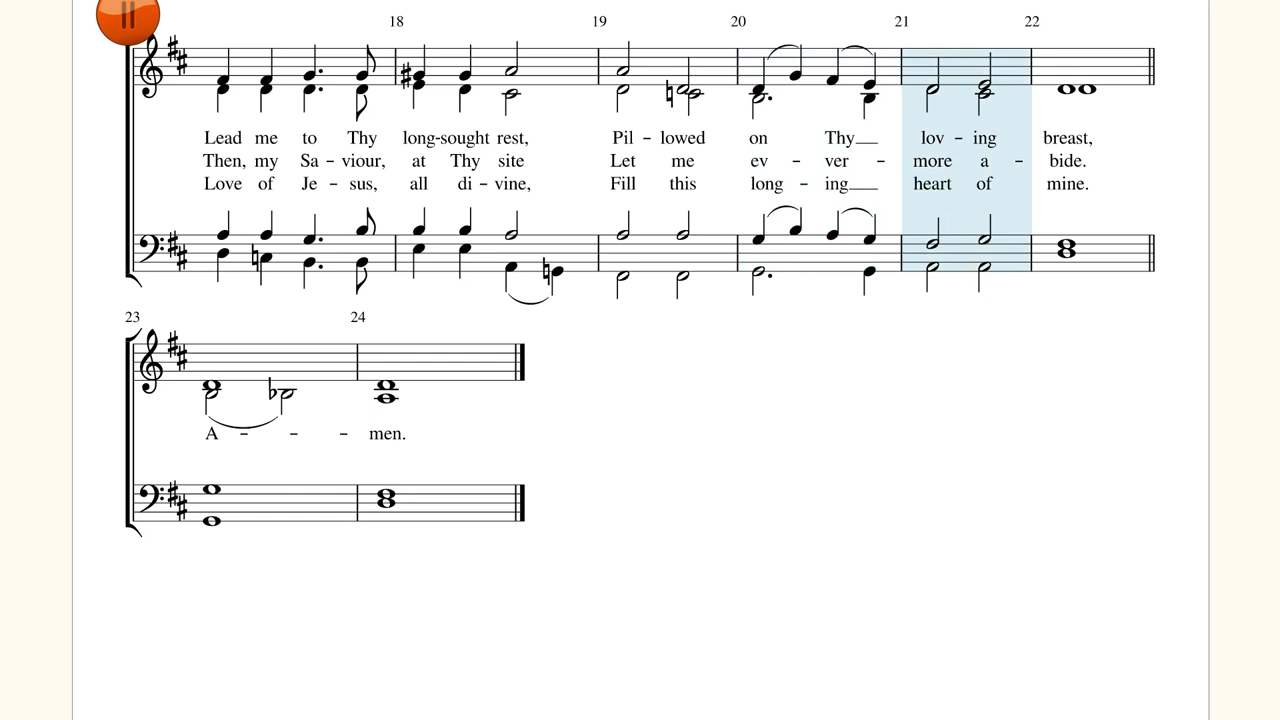 18 19 20 21 22
Lead me to Thy long-sought rest, Pil – lowed on Thy__ lov – ing breast,
Then, my Sa – viour, at Thy site Let me ev – ver – more a – bide.
Love of Je – sus, all di – vine, Fill this long – ing__ heart of mine.
23 24
A – – – men.